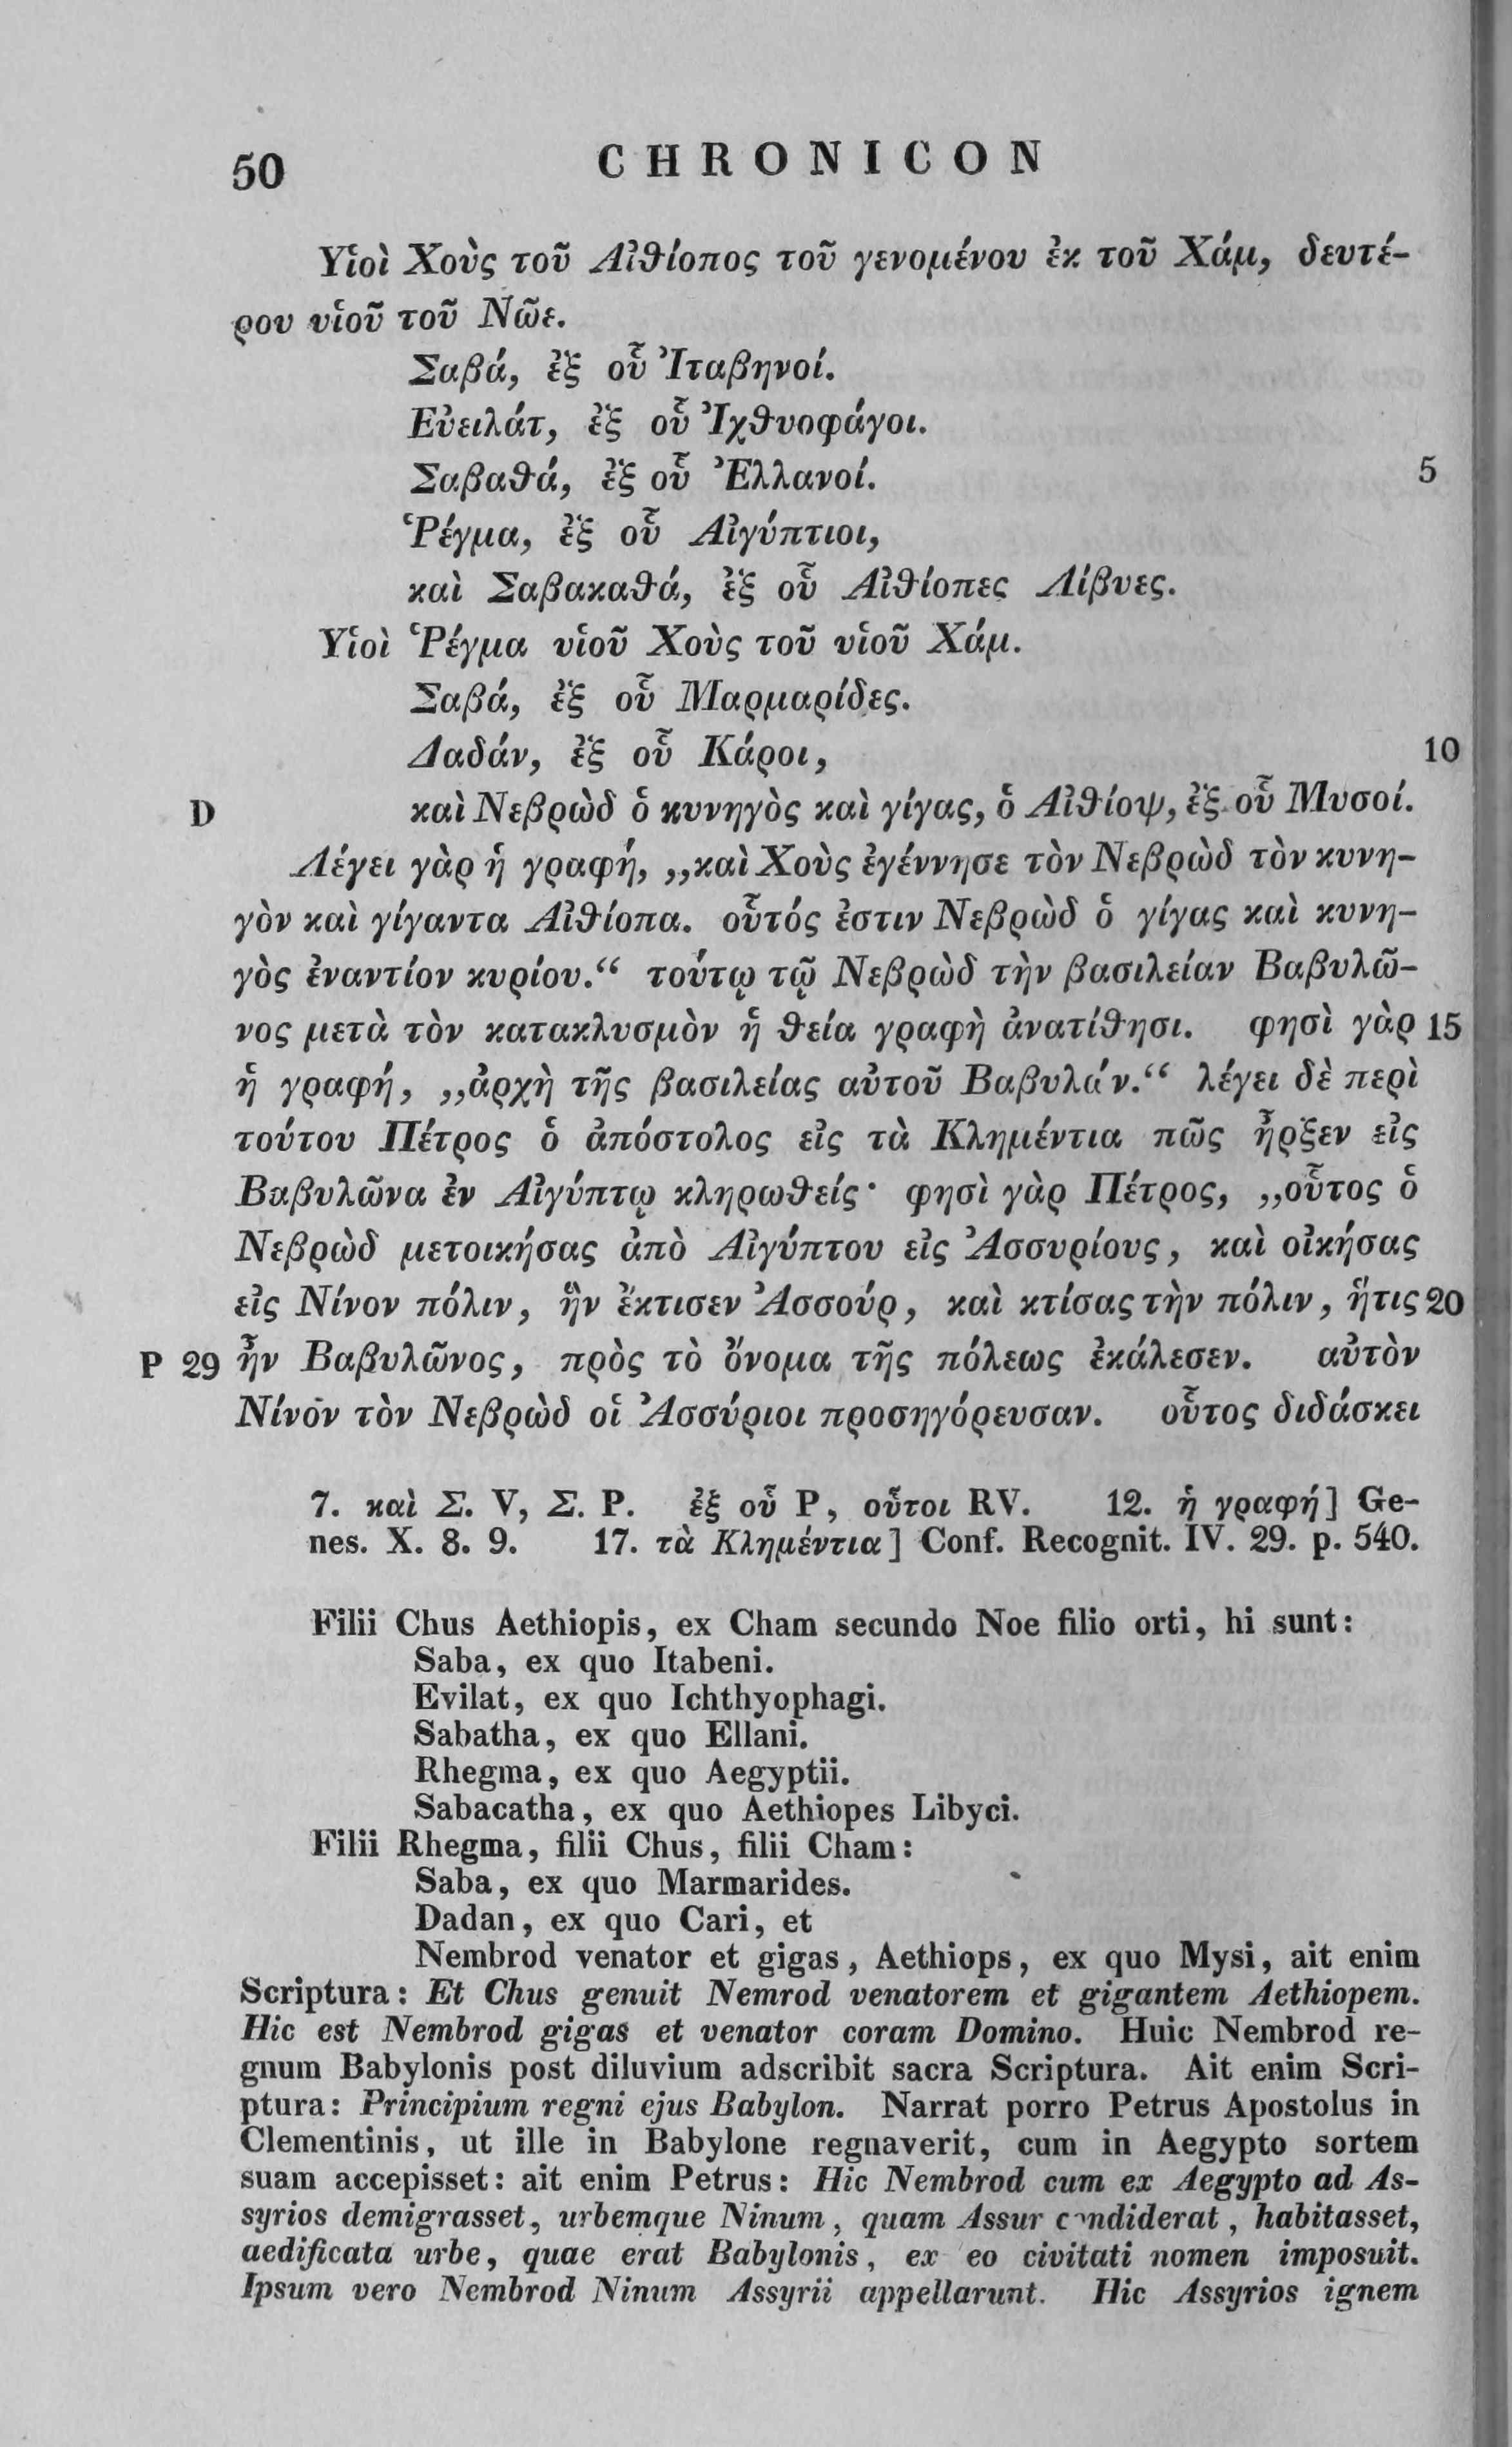 50 CHRONICON
Υἱοὶ Χοὺς τοῦ Αἰθίοπος τοῦ γενομένου ἐκ τοῦ Χάμ, δευτέ-
ρου υἱοῦ τοῦ Νῶε.
Σαβά, ἐξ οὗ Ἰταβηνοί.
Εὐειλάτ, ἐξ οὗ Ἰχθυοφάγοι.
Σαβαθά, ἐξ οὗ Ἐλλανοί. 5
Ῥέγμα, ἐξ οὗ Αἰγύπτιοι,
καὶ Σαβακαθά, ἐξ οὗ Αἰθίοπες Λίβυες.
Υἱοὶ Ῥέγμα υἱοῦ Χοὺς τοῦ υἱοῦ Χάμ.
Σαβά, ἐξ οὗ Μαρμαρίδες.
Δαδάν, ἐξ οὗ Κάροι, 10
D καὶ Νεβρὼδ ὁ κυνηγὸς καὶ γίγας, ὁ Αἰθίοψ, ἐξ οὗ Μυσοί.
Λέγει γὰρ ἡ γραφή, „καὶ Χοὺς ἐγέννησε τὸν Νεβρὼδ τὸν κυνη-
γὸν καὶ γίγαντα Αἰθίοπα. οὗτός ἐστιν Νεβρὼδ ὁ γίγας καὶ κυνη-
γὸς ἐναντίον κυρίου.“ τούτῳ τῷ Νεβρὼδ τὴν βασιλείαν Βαβυλῶ-
νος μετὰ τὸν κατακλυσμὸν ἡ θεία γραφὴ ἀνατίθησι. φησὶ γὰρ 15
ἡ γραφή, „ἀρχὴ τῆς βασιλείας αὐτοῦ Βαβυλάν.“ λέγει δὲ περὶ
τούτου Πέτρος ὁ ἀπόστολος εἰς τὰ Κλημέντια πῶς ἦρξεν εἰς
Βαβυλῶνα ἐν Αἰγύπτῳ κληρωθείς· φησὶ γὰρ Πέτρος, „οὗτος ὁ
Νεβρὼδ μετοικήσας ἀπὸ Αἰγύπτου εἰς Ἀσσυρίους, καὶ οἰκήσας
εἰς Νίνον πόλιν, ἣν ἔκτισεν Ἀσσούρ, καὶ κτίσας τὴν πόλιν, ἥτις 20
P 29 ἦν Βαβυλῶνος, πρὸς τὸ ὄνομα τῆς πόλεως ἐκάλεσεν. αὐτὸν
Νίνον τὸν Νεβρὼδ οἱ Ἀσσύριοι προσηγόρευσαν. οὗτος διδάσκει
7. καὶ Σ. V, Σ. P. ἐξ οὗ P, οὗτοι RV. 12. ἡ γραφή] Ge-
nes. X. 8. 9. 17. τὰ Κλημέντια] Conf. Recognit. IV. 29. p. 540.
Filii Chus Aethiopis, ex Cham secundo Noe filio orti, hi sunt:
Saba, ex quo Itabeni.
Evilat, ex quo Ichthyophagi.
Sabatha, ex quo Ellani.
Rhegma, ex quo Aegyptii.
Sabacatha, ex quo Aethiopes Libyci.
Filii Rhegma, filii Chus, filii Cham:
Saba, ex quo Marmarides.
Dadan, ex quo Cari, et
Nembrod venator et gigas, Aethiops, ex quo Mysi, ait enim
Scriptura: Et Chus genuit Nemrod venatorem et gigantem Aethiopem.
Hic est Nembrod gigas et venator coram Domino. Huic Nembrod re-
gnum Babylonis post diluvium adscribit sacra Scriptura. Ait enim Scri-
ptura: Principium regni ejus Babylon. Narrat porro Petrus Apostolus in
Clementinis, ut ille in Babylone regnaverit, cum in Aegypto sortem
suam accepisset: ait enim Petrus: Hic Nembrod cum ex Aegypto ad As-
syrios demigrasset, urbemque Ninum, quam Assur condiderat, habitasset,
aedificata urbe, quae erat Babylonis, ex eo civitati nomen imposuit.
Ipsum vero Nembrod Ninum Assyrii appellarunt. Hic Assyrios ignem